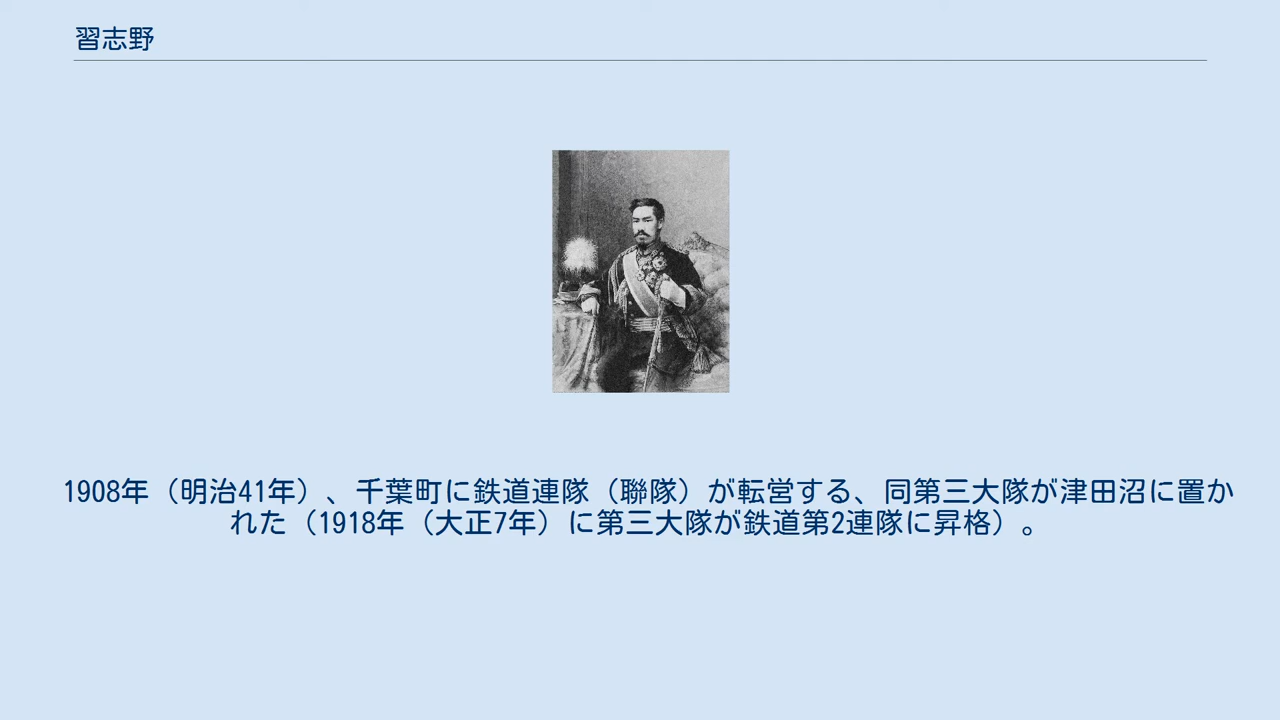 習志野
1908年（明治41年）、千葉町に鉄道連隊（聯隊）が転営する、同第三大隊が津田沼に置か
れた（1918年（大正7年）に第三大隊が鉄道第2連隊に昇格）。